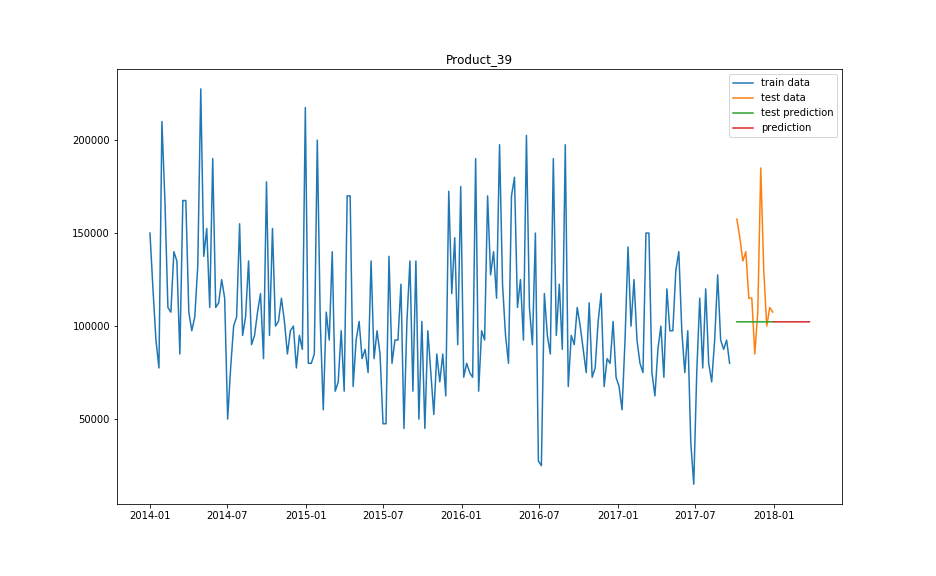 Product_39
train data
test data
test prediction
prediction
200000
150000
100000
50000
2014-01 2014-07 2015-01 2015-07 2016-01 2016-07 2017-01 2017-07 2018-01